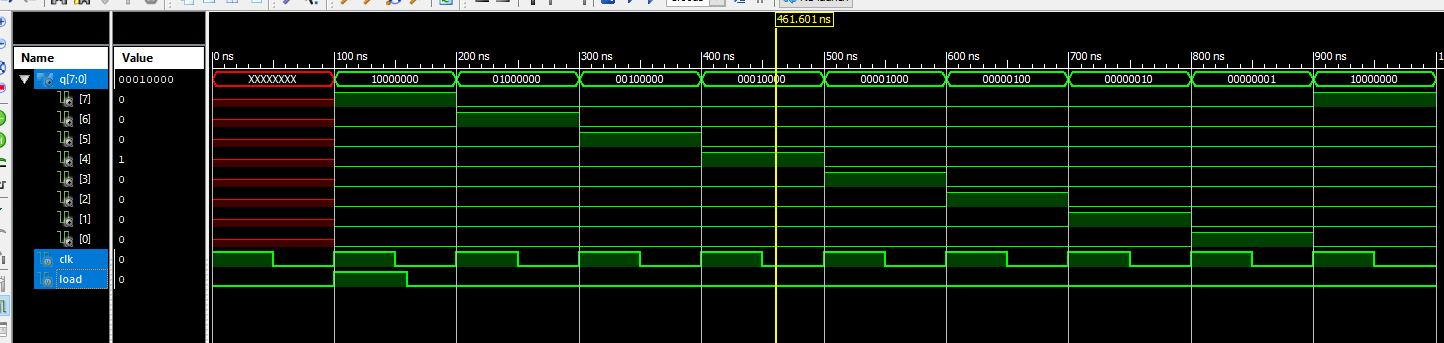 461.601 ns
Name Value
0 ns 100 ns 200 ns 300 ns 400 ns 500 ns 600 ns 700 ns 800 ns 900 ns
q[7:0] 00010000 XXXXXXXX 10000000 01000000 00100000 00010000 00001000 00000100 00000010 00000001 10000000
[7] 0
[6] 0
[5] 0
[4] 1
[3] 0
[2] 0
[1] 0
[0] 0
clk 0
load 0